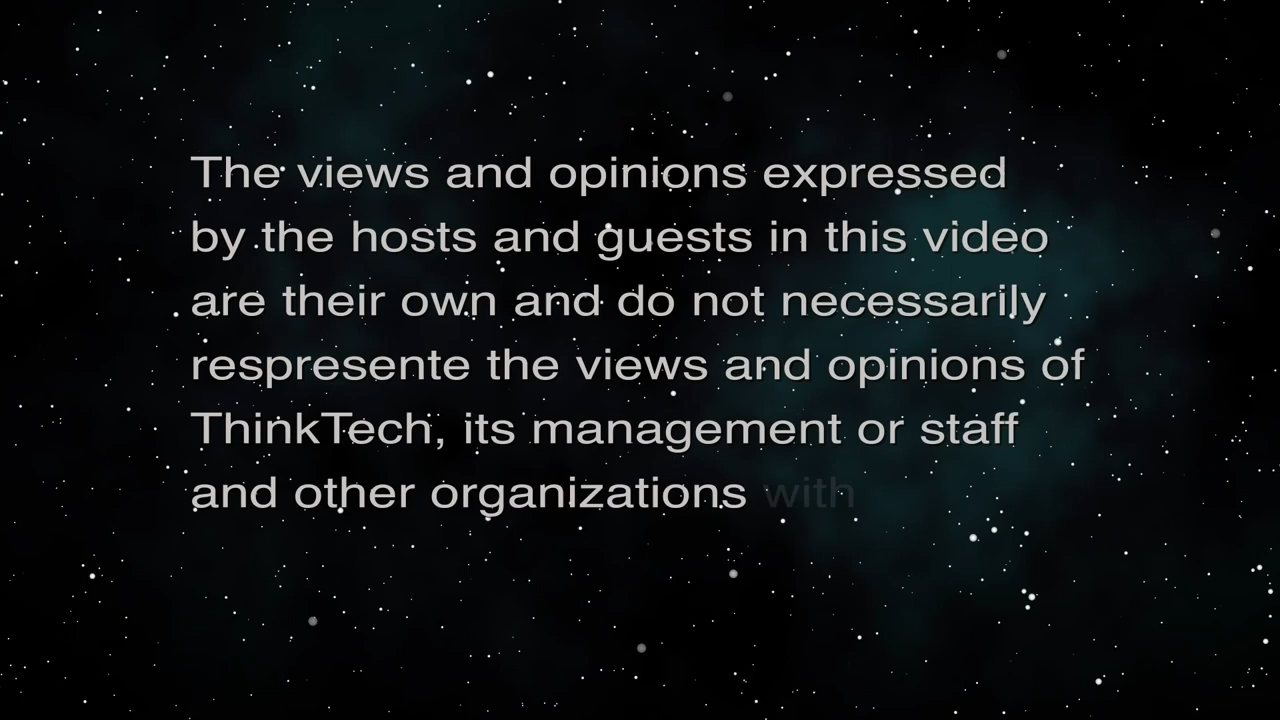 The views and opinions expressed
by the hosts and guests in this video
are their own and do not necessarily
respresente the views and opinions of
ThinkTech, its management or staff
and other organizations with